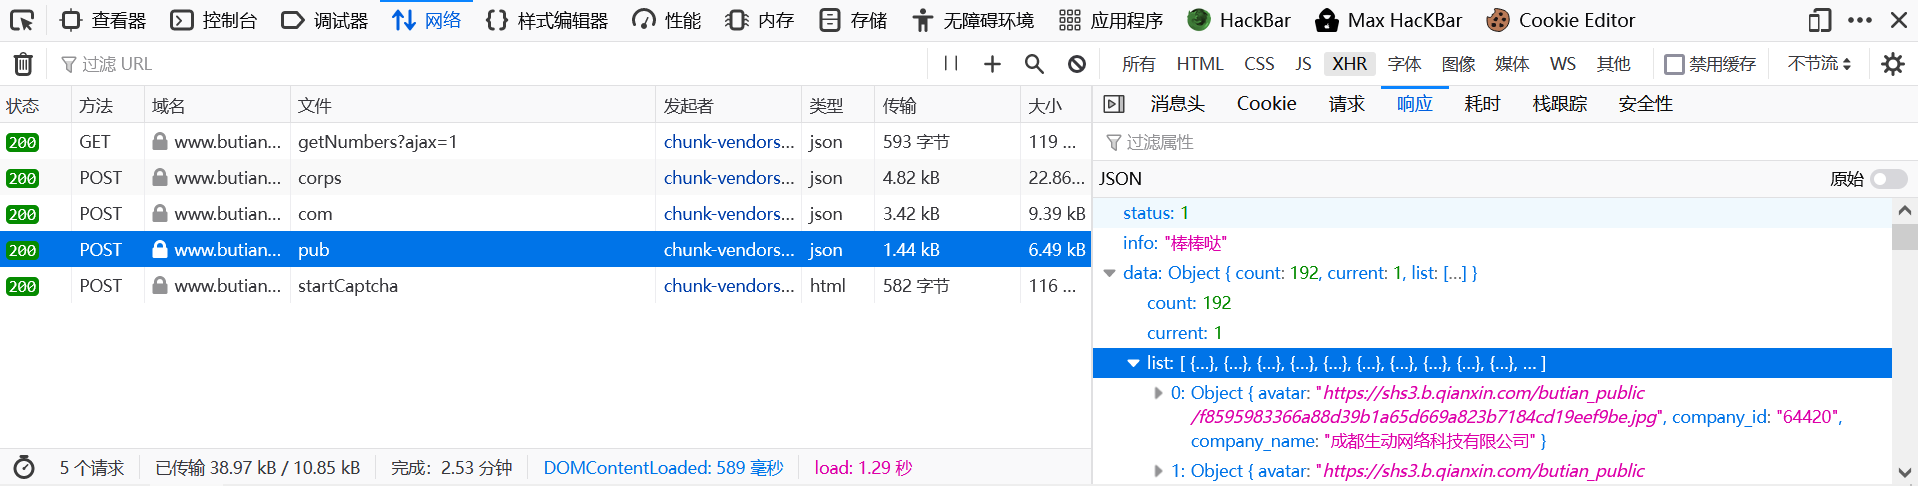 查看器 控制台 调试器 网络 样式编辑器 性能 内存 存储 无障碍环境 应用程序 HackBar Max HacKBar Cookie Editor
过滤 URL 所有 HTML CSS JS XHR 字体 图像 媒体 WS 其他 禁用缓存 不节流
状态 方法 域名 文件 发起者 类型 传输 大小
200 GET www.butian... getNumbers?ajax=1 chunk-vendors... json 593 字节 119 ...
200 POST www.butian... corps chunk-vendors... json 4.82 kB 22.86...
200 POST www.butian... com chunk-vendors... json 3.42 kB 9.39 kB
200 POST www.butian... pub chunk-vendors... json 1.44 kB 6.49 kB
200 POST www.butian... startCaptcha chunk-vendors... html 582 字节 116 ...
5 个请求 已传输 38.97 kB / 10.85 kB 完成：2.53 分钟 DOMContentLoaded: 589 毫秒 load: 1.29 秒
消息头 Cookie 请求 响应 耗时 栈跟踪 安全性
过滤属性
JSON 原始
status: 1
info: "棒棒哒"
data: Object { count: 192, current: 1, list: […] }
count: 192
current: 1
list: [ {…}, {…}, {…}, {…}, {…}, {…}, {…}, {…}, {…}, {…}, … ]
0: Object { avatar: "https://shs3.b.qianxin.com/butian_public
/f8595983366a88d39b1a65d669a823b7184cd19eef9be.jpg", company_id: "64420",
company_name: "成都生动网络科技有限公司" }
1: Object { avatar: "https://shs3.b.qianxin.com/butian_public